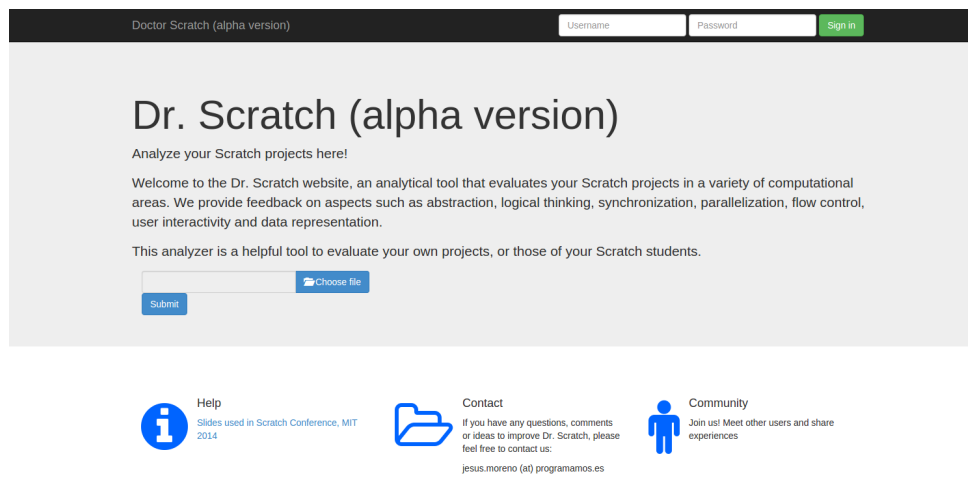 Doctor Scratch (alpha version)
Username
Password
Sign in
Dr. Scratch (alpha version)
Analyze your Scratch projects here!
Welcome to the Dr. Scratch website, an analytical tool that evaluates your Scratch projects in a variety of computational
areas. We provide feedback on aspects such as abstraction, logical thinking, synchronization, parallelization, flow control,
user interactivity and data representation.
This analyzer is a helpful tool to evaluate your own projects, or those of your Scratch students.
Choose file
Submit
Help
Slides used in Scratch Conference, MIT
2014
Contact
If you have any questions, comments
or ideas to improve Dr. Scratch, please
feel free to contact us:
jesus.moreno (at) programamos.es
Community
Join us! Meet other users and share
experiences